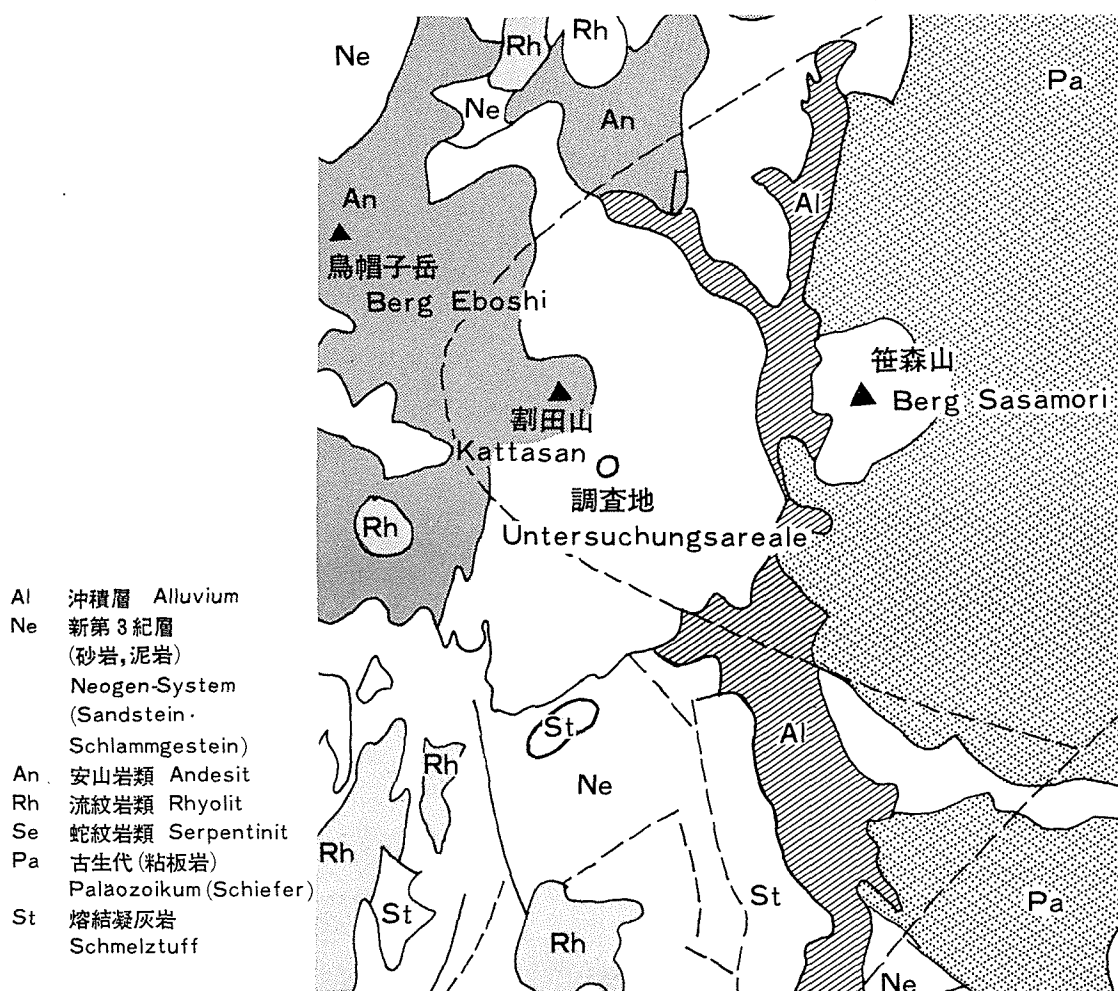 Ne
Rh
Rh
Pa
Ne
An
An
Al
烏帽子岳
Berg Eboshi
笹森山
Berg Sasamori
割田山
Kattasan
調査地
Rh
Untersuchungsareale
Al 沖積層 Alluvium
Ne 新第3紀層
(砂岩,泥岩)
Neogen-System
(Sandstein·
Schlammgestein)
An 安山岩類 Andesit
Rh 流紋岩類 Rhyolit
Se 蛇紋岩類 Serpentinit
Pa 古生代(粘板岩)
Paläozoikum (Schiefer)
St 熔結凝灰岩
Schmelztuff
St
Al
Rh
Ne
Rh
St
St
Pa
Rh
Ne